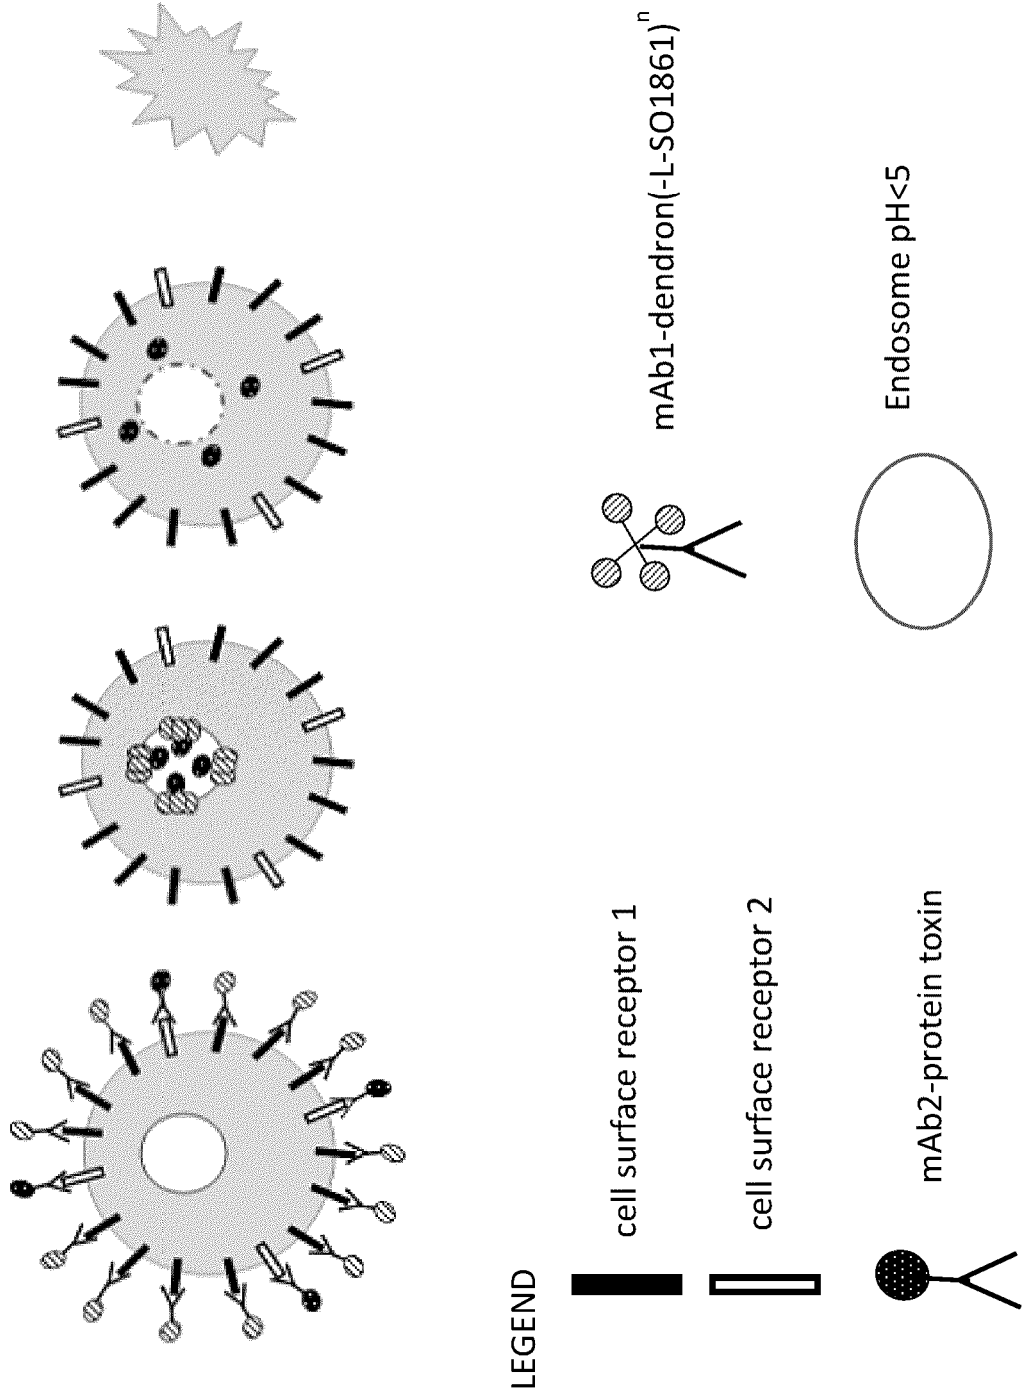 LEGEND
cell surface receptor 1
mAb1-dendron(-L-SO1861)ⁿ
cell surface receptor 2
mAb2-protein toxin
Endosome pH<5